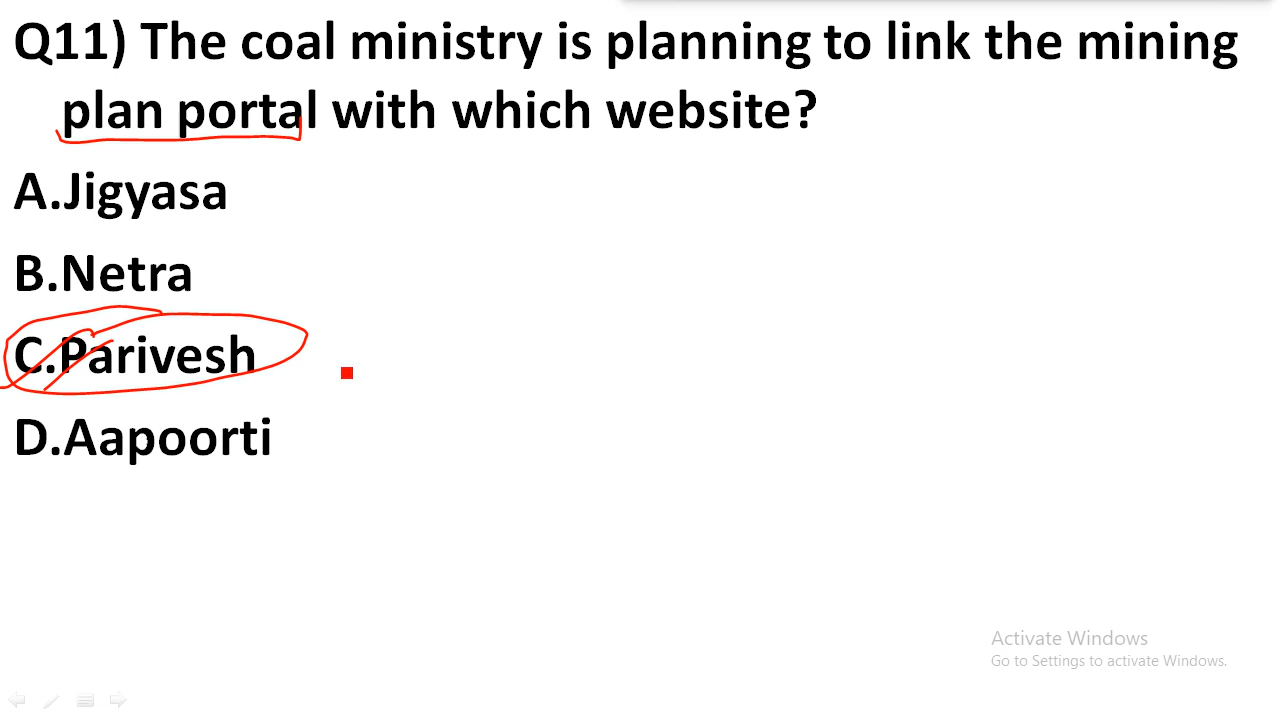 Q11) The coal ministry is planning to link the mining
plan portal with which website?
A.Jigyasa
B.Netra
C.Parivesh
D.Aapoorti
Activate Windows
Go to Settings to activate Windows.